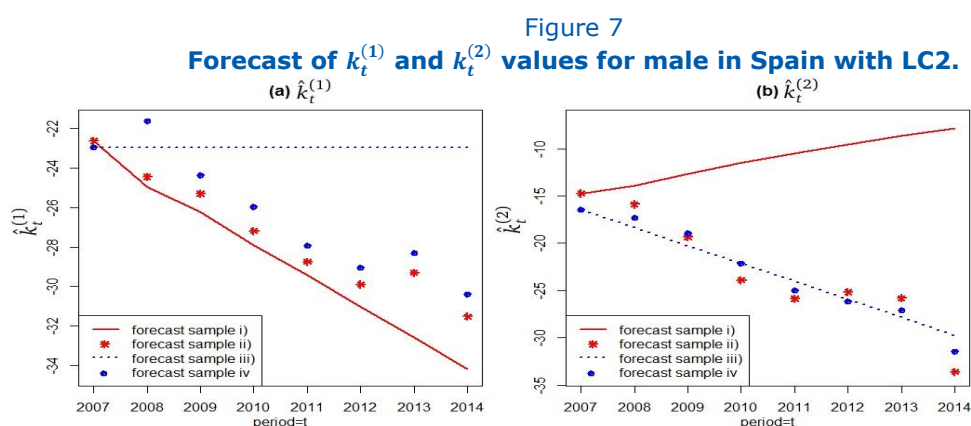 Figure 7
Forecast of k_t^(1) and k_t^(2) values for male in Spain with LC2.
(a) k̂_t^(1)
k̂_t^(1)
-22
-24
-26
-28
-30
-32
-34
forecast sample i)
forecast sample ii)
forecast sample iii)
forecast sample iv
2007 2008 2009 2010 2011 2012 2013 2014
period=t
(b) k̂_t^(2)
k̂_t^(2)
-10
-15
-20
-25
-30
-35
forecast sample i)
forecast sample ii)
forecast sample iii)
forecast sample iv)
2007 2008 2009 2010 2011 2012 2013 2014
period=t